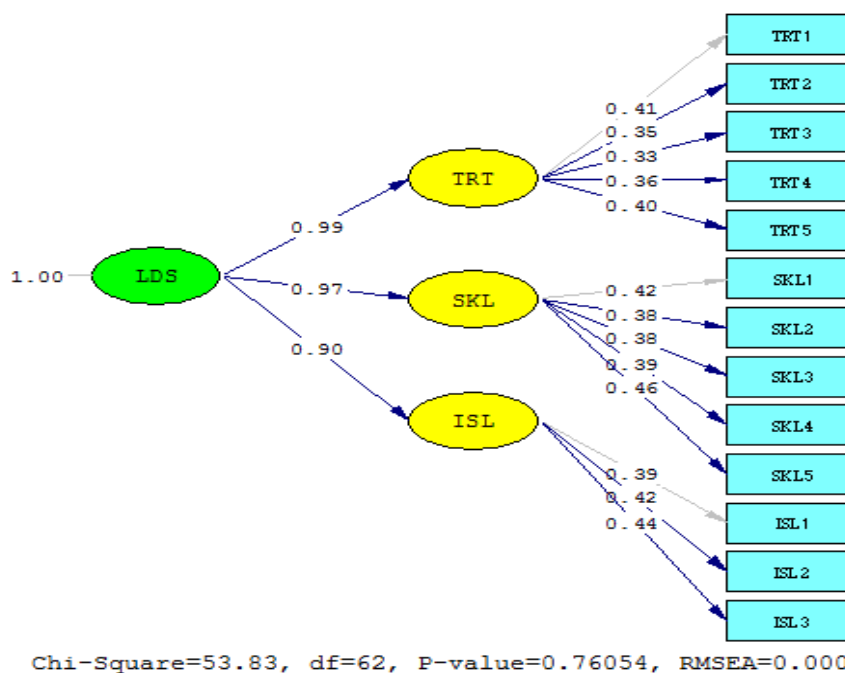 TRT1
0.41
TRT2
0.35
TRT3
0.33
TRT
TRT4
0.36
0.40
TRT5
0.99
1.00
LDS
SKL1
0.42
0.97
SKL
0.38
SKL2
0.38
0.90
SKL3
0.39
0.46
ISL
SKL4
SKL5
0.39
0.42
ISL1
0.44
ISL2
ISL3
Chi-Square=53.83, df=62, P-value=0.76054, RMSEA=0.000